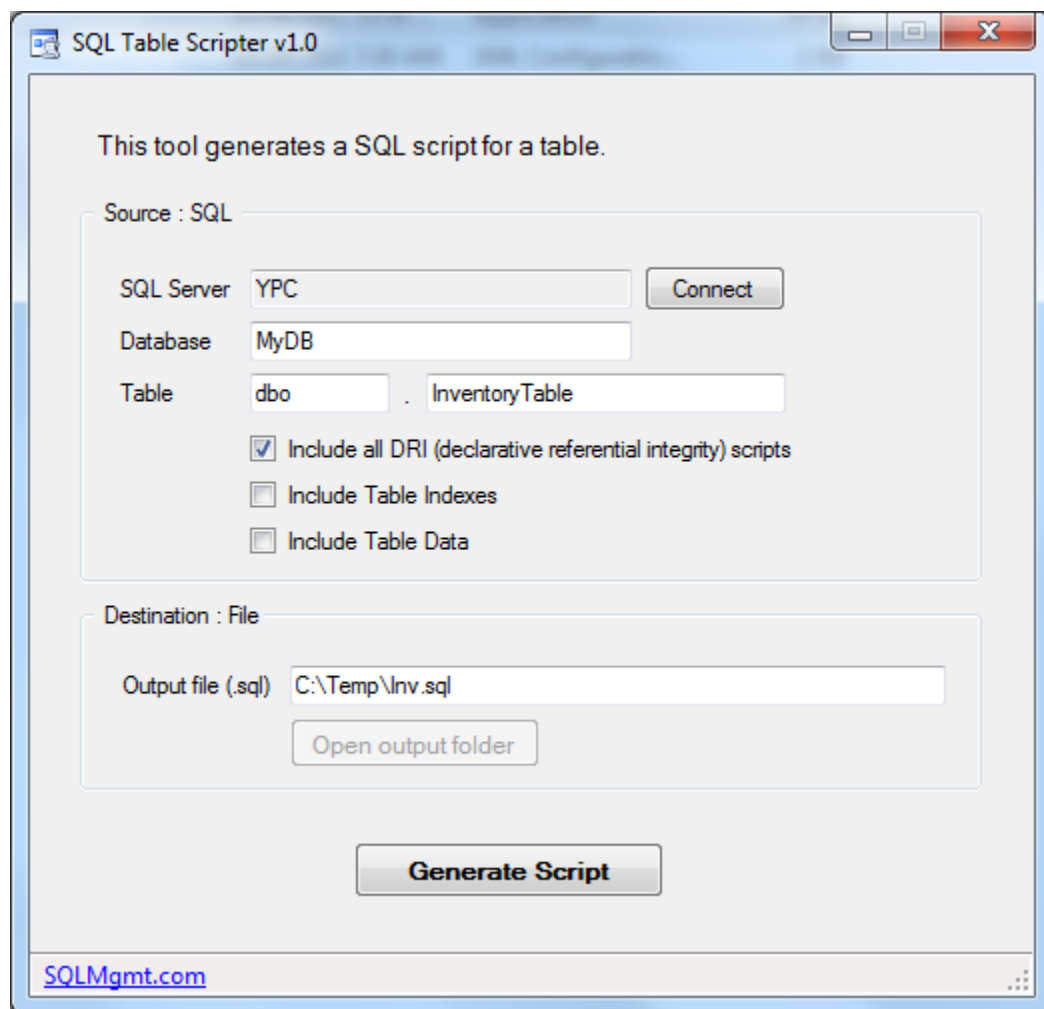 SQL Table Scripter v1.0
This tool generates a SQL script for a table.
Source : SQL
SQL Server YPC Connect
Database MyDB
Table dbo . InventoryTable
Include all DRI (declarative referential integrity) scripts
Include Table Indexes
Include Table Data
Destination : File
Output file (.sql) C:\Temp\Inv.sql
Open output folder
Generate Script
SQLMgmt.com